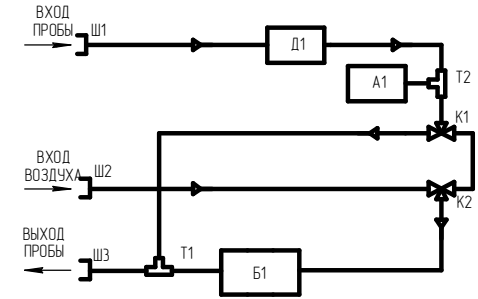 ВХОД
ПРОБЫ
Ш1
Д1
А1
Т2
К1
ВХОД
ВОЗДУХА
Ш2
К2
ВЫХОД
ПРОБЫ
Ш3
Т1
Б1